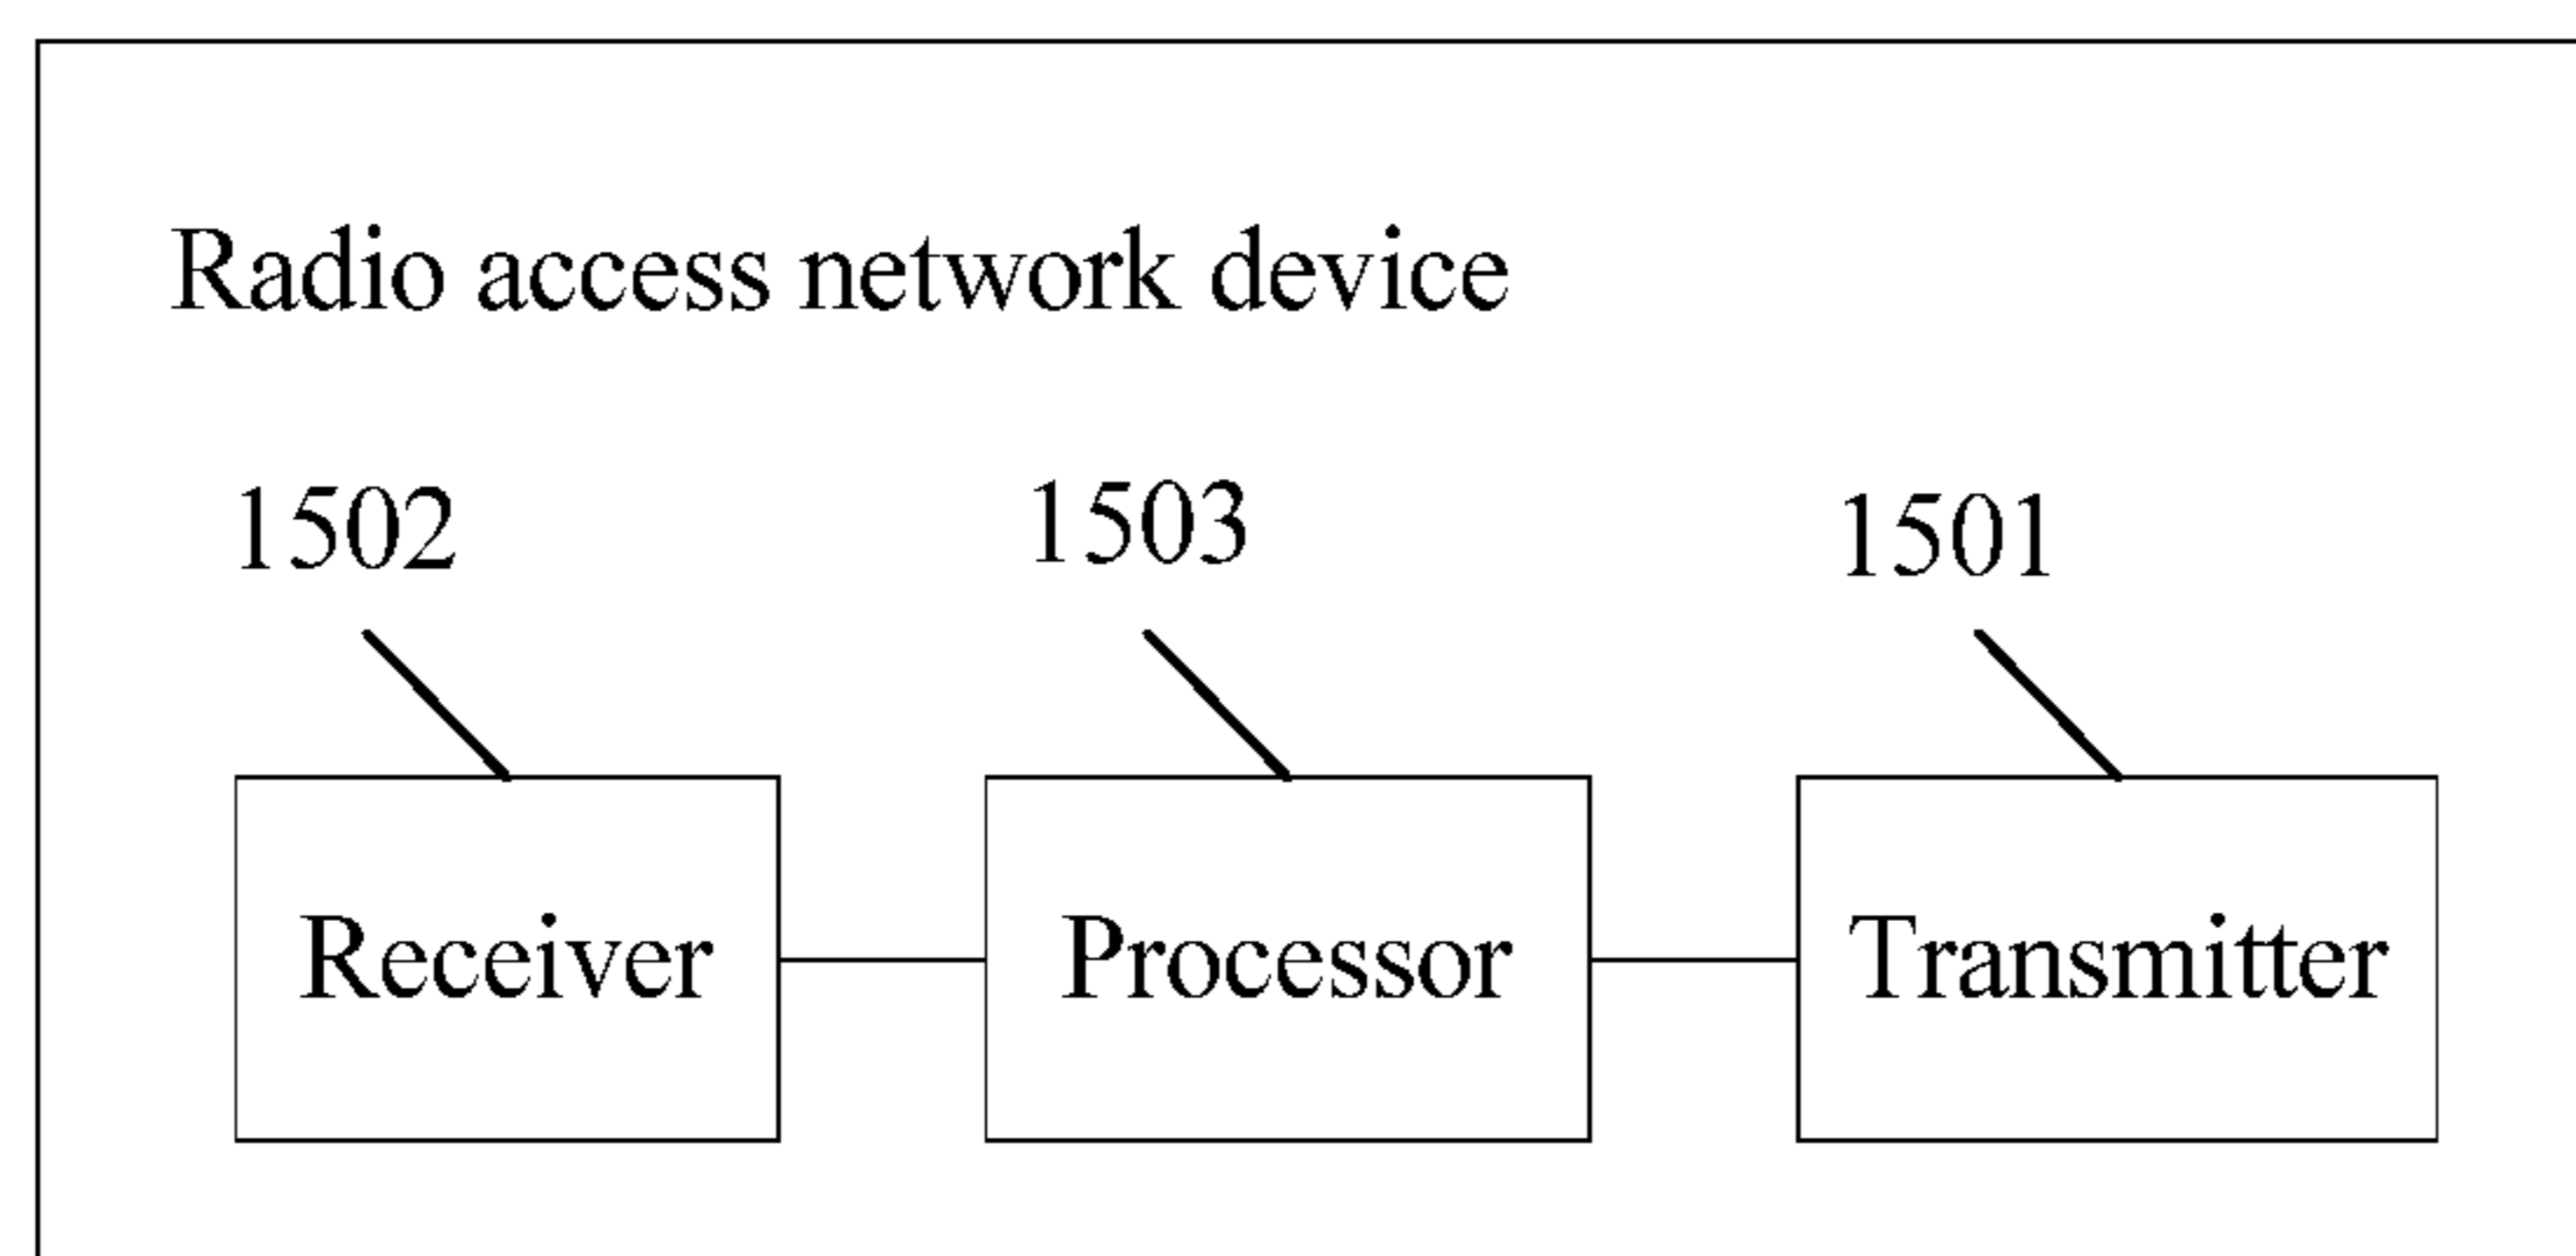 Radio access network device
1502 1503 1501
Receiver Processor Transmitter